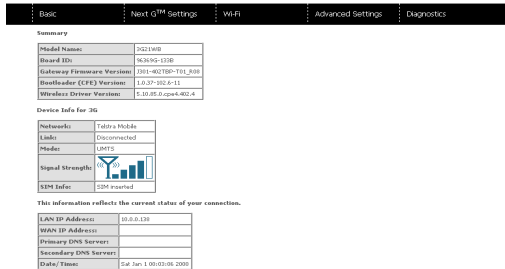 Basic Next G™ Settings Wi-Fi Advanced Settings Diagnostics
Summary
Model Name: 3G21WB
Board ID: 96369G-133B
Gateway Firmware Version: J301-402TBP-T01_R08
Bootloader (CFE) Version: 1.0.37-102.6-11
Wireless Driver Version: 5.10.85.0.cpe4.402.4
Device Info for 3G
Network: Telstra Mobile
Link: Disconnected
Mode: UMTS
Signal Strength:
SIM Info: SIM inserted
This information reflects the current status of your connection.
LAN IP Address: 10.0.0.138
WAN IP Address:
Primary DNS Server:
Secondary DNS Server:
Date/Time: Sat Jan 1 00:03:06 2000